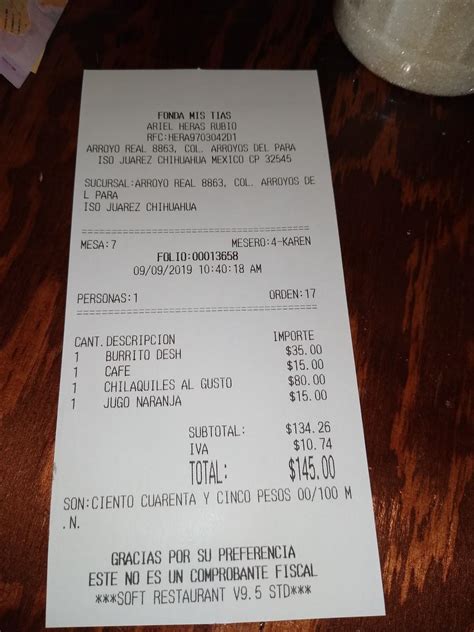 FONDA MIS TIAS
ARIEL HERAS RUBIO
RFC:HERA9703042D1
ARROYO REAL 8863, COL. ARROYOS DEL PARA
ISO JUAREZ CHIHUAHUA MEXICO CP 32545
SUCURSAL:ARROYO REAL 8863, COL. ARROYOS DE
L PARA
ISO JUAREZ CHIHUAHUA
MESA:7 MESERO:4-KAREN
FOLIO:00013658
09/09/2019 10:40:18 AM
PERSONAS:1 ORDEN:17
CANT. DESCRIPCION IMPORTE
1 BURRITO DESH $35.00
1 CAFE $15.00
1 CHILAQUILES AL GUSTO $80.00
1 JUGO NARANJA $15.00
SUBTOTAL: $134.26
IVA $10.74
TOTAL: $145.00
SON:CIENTO CUARENTA Y CINCO PESOS 00/100 M
.N.
GRACIAS POR SU PREFERENCIA
ESTE NO ES UN COMPROBANTE FISCAL
***SOFT RESTAURANT V9.5 STD***